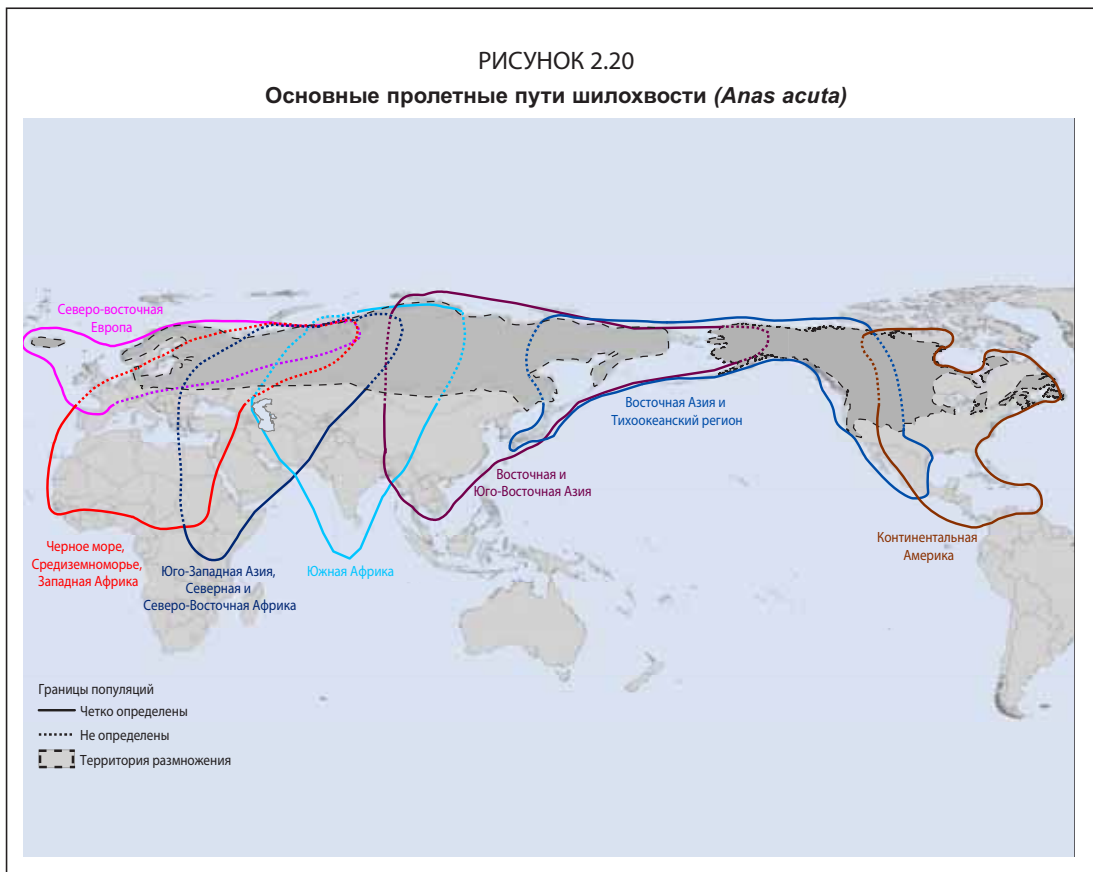 РИСУНОК 2.20
Основные пролетные пути шилохвости (Anas acuta)
Северо-восточная
Европа
Восточная Азия и
Тихоокеанский регион
Восточная и
Юго-Восточная Азия
Континентальная
Америка
Черное море,
Средиземноморье,
Западная Африка
Юго-Западная Азия,
Северная и
Северо-Восточная Африка
Южная Африка
Границы популяций
Четко определены
Не определены
Территория размножения